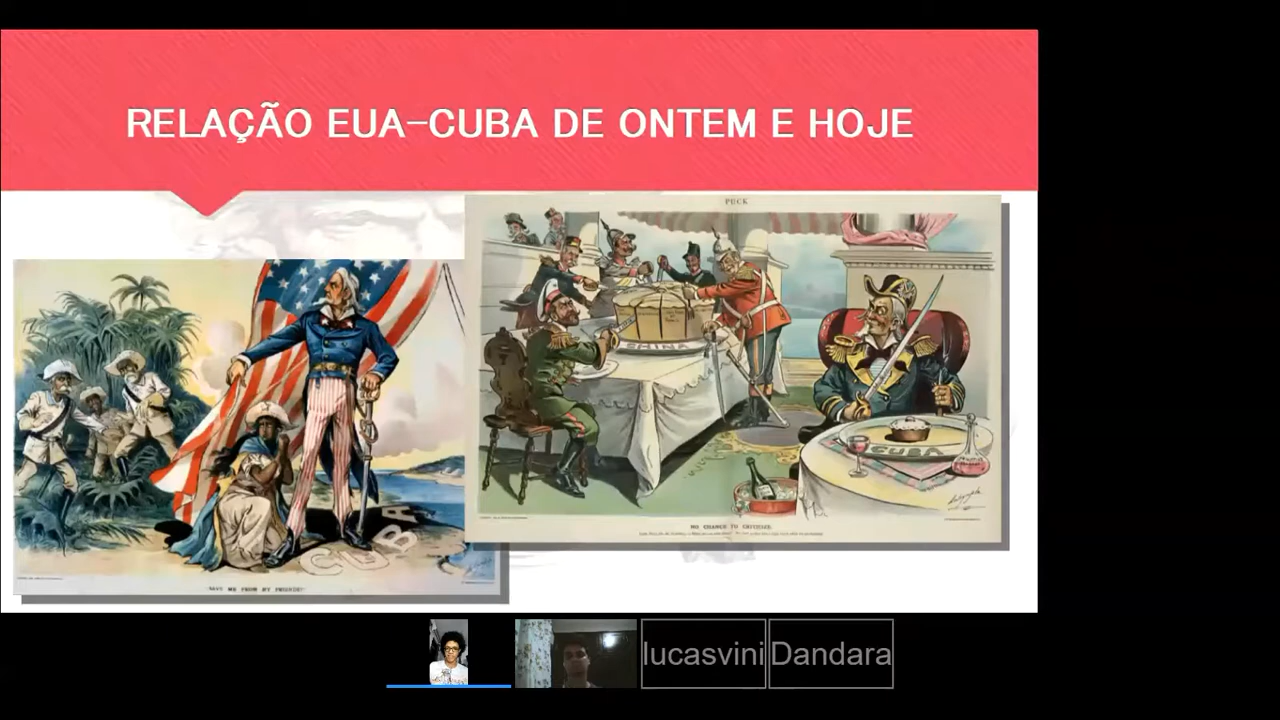 RELAÇÃO EUA-CUBA DE ONTEM E HOJE
PUCK
CHINA
CUBA
NO CHANCE TO CRITICIZE.
CUBA
"SAVE ME FROM MY FRIENDS!"
lucasvini
Dandara